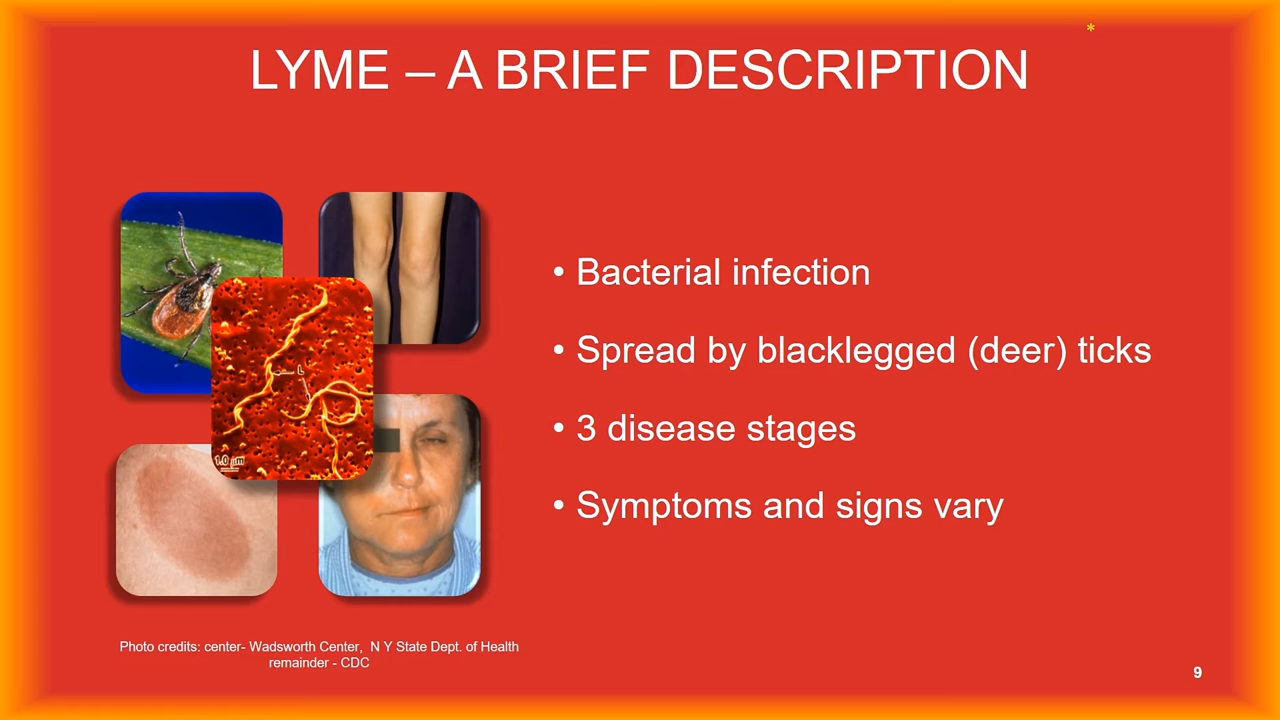 *
LYME – A BRIEF DESCRIPTION
• Bacterial infection
• Spread by blacklegged (deer) ticks
• 3 disease stages
• Symptoms and signs vary
L
1.0 µm
Photo credits: center- Wadsworth Center, N Y State Dept. of Health
remainder - CDC
9